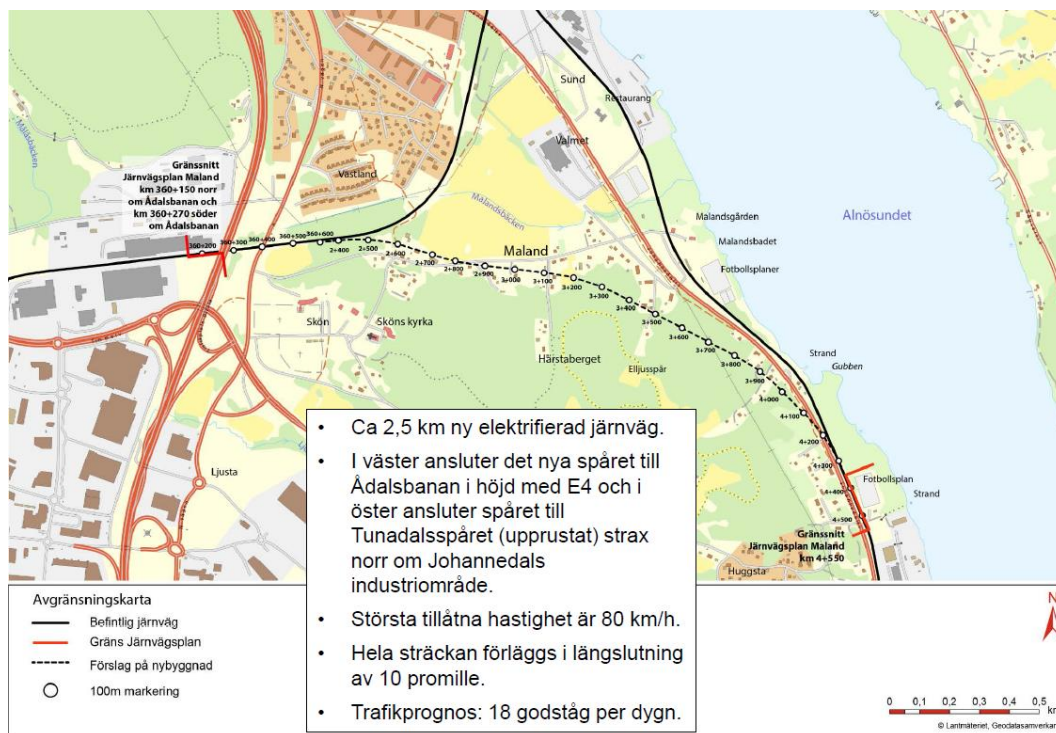 Sund
Restaurang
Valmet
Målåsbäcken
Gränssnitt
Järnvägsplan Maland
km 360+150 norr
om Ådalsbanan och
km 360+270 söder
om Ådalsbanan
Västland
Malandsbäcken
Malandsgården
Alnösundet
Malandsbadet
Maland
Fotbollsplaner
360+200
360+300
360+400
360+500
360+600
2+400
2+500
2+600
2+700
2+800
2+900
3+000
3+100
3+200
3+300
3+400
3+500
3+600
3+700
3+800
3+900
4+000
4+100
4+200
4+400
4+500
Skön
Sköns kyrka
Härstaberget
Elljusspår
Strand
Gubben
Ljusta
Fotbollsplan
Strand
Gränssnitt
Järnvägsplan Maland
km 4+550
Huggsta
• Ca 2,5 km ny elektrifierad järnväg.
• I väster ansluter det nya spåret till
Ådalsbanan i höjd med E4 och i
öster ansluter spåret till
Tunadalsspåret (upprustat) strax
norr om Johannedals
industriområde.
• Största tillåtna hastighet är 80 km/h.
• Hela sträckan förläggs i längslutning
av 10 promille.
• Trafikprognos: 18 godståg per dygn.
Avgränsningskarta
Befintlig järnväg
Gräns Järnvägsplan
Förslag på nybyggnad
100m markering
N
0 0,1 0,2 0,3 0,4 0,5
km
© Lantmäteriet, Geodatasamverkan